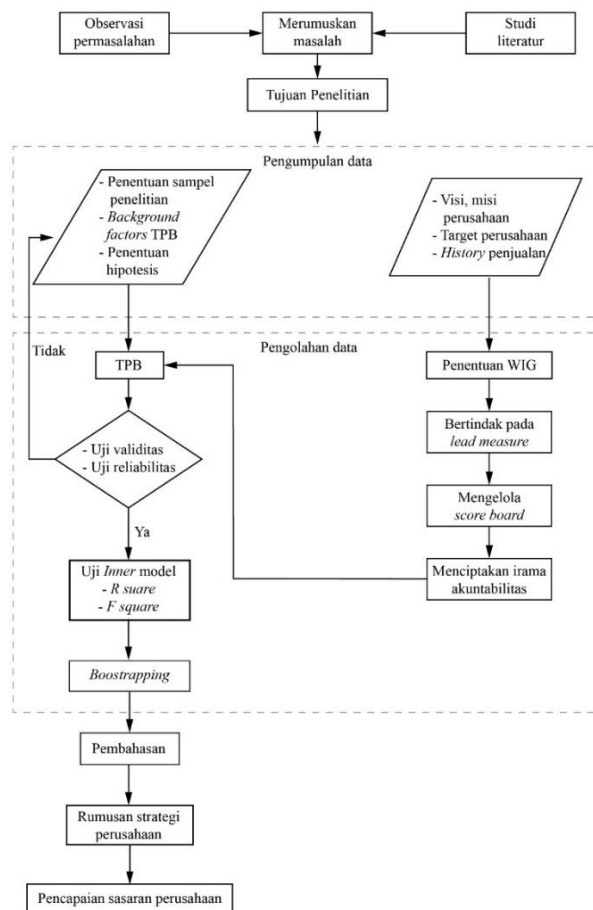 Observasi
permasalahan
Merumuskan
masalah
Studi
literatur
Tujuan Penelitian
Pengumpulan data
- Penentuan sampel
penelitian
- Background
factors TPB
- Penentuan
hipotesis
- Visi, misi
perusahaan
- Target perusahaan
- History penjualan
Tidak
Pengolahan data
TPB
Penentuan WIG
- Uji validitas
- Uji reliabilitas
Bertindak pada
lead measure
Mengelola
score board
Ya
Uji Inner model
- R suare
- F square
Menciptakan irama
akuntabilitas
Boostrapping
Pembahasan
Rumusan strategi
perusahaan
Pencapaian sasaran perusahaan